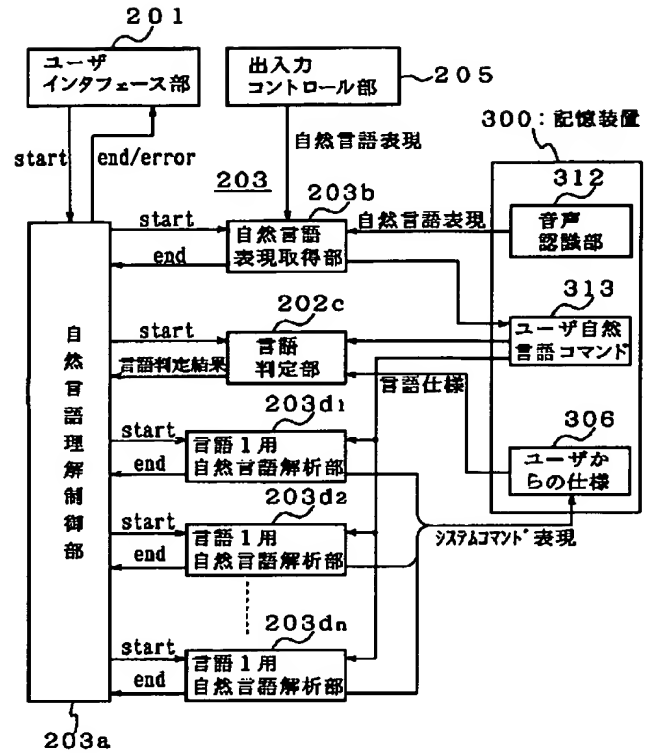 201
ユーザ
インタフェース部
出入力
コントロール部
205
300：記憶装置
start
end/error
自然言語表現
203
203b
312
start
自然言語
表現取得部
自然言語表現
音声
認識部
end
202c
313
自然言語理解制御部
start
言語
判定部
ユーザ自然
言語コマンド
言語判定結果
言語仕様
203d1
306
start
言語1用
自然言語解析部
ユーザか
らの仕様
end
203d2
start
言語1用
自然言語解析部
システムコマンド表現
end
203dn
start
言語1用
自然言語解析部
end
203a